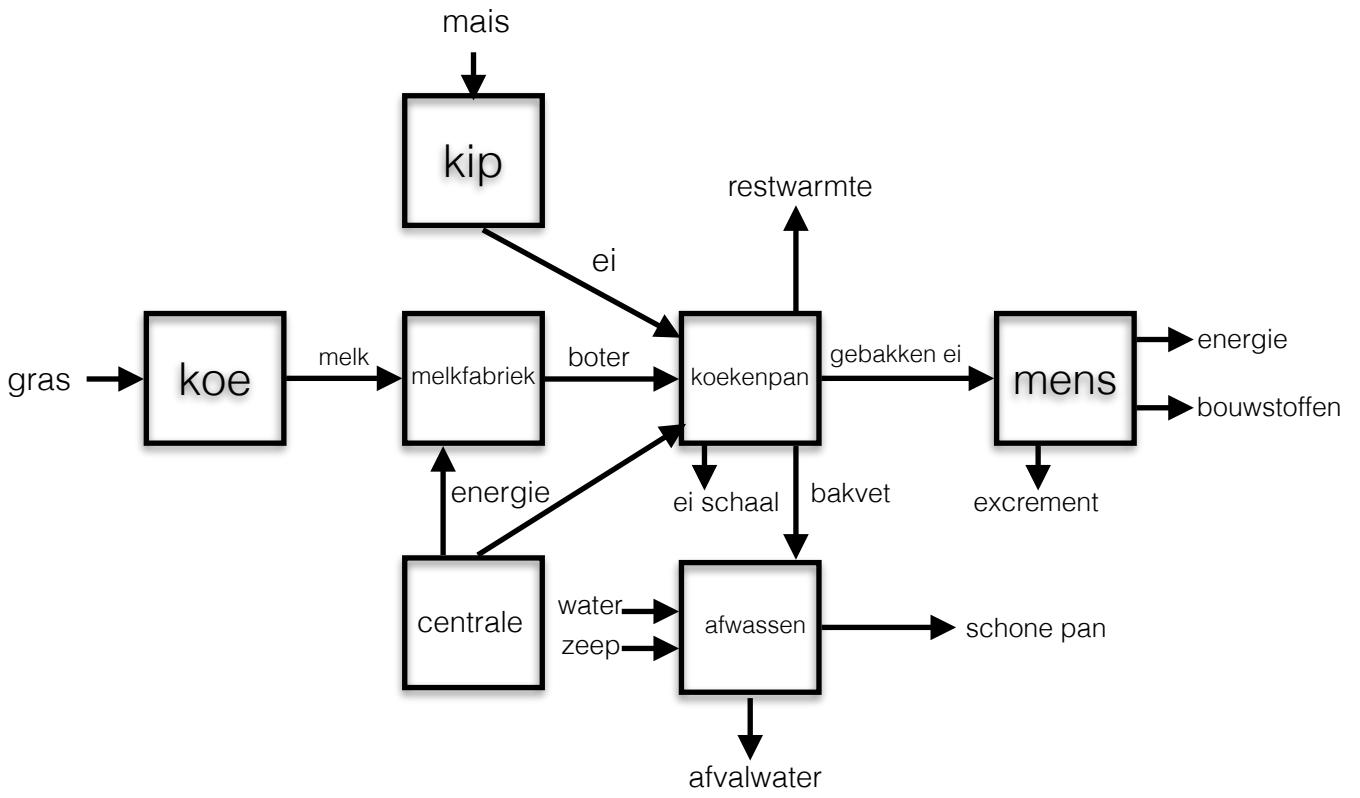 mais
kip
restwarmte
ei
gras
koe
melk
melkfabriek
boter
koekenpan
gebakken ei
mens
energie
bouwstoffen
energie
ei schaal
bakvet
excrement
centrale
water
zeep
afwassen
schone pan
afvalwater